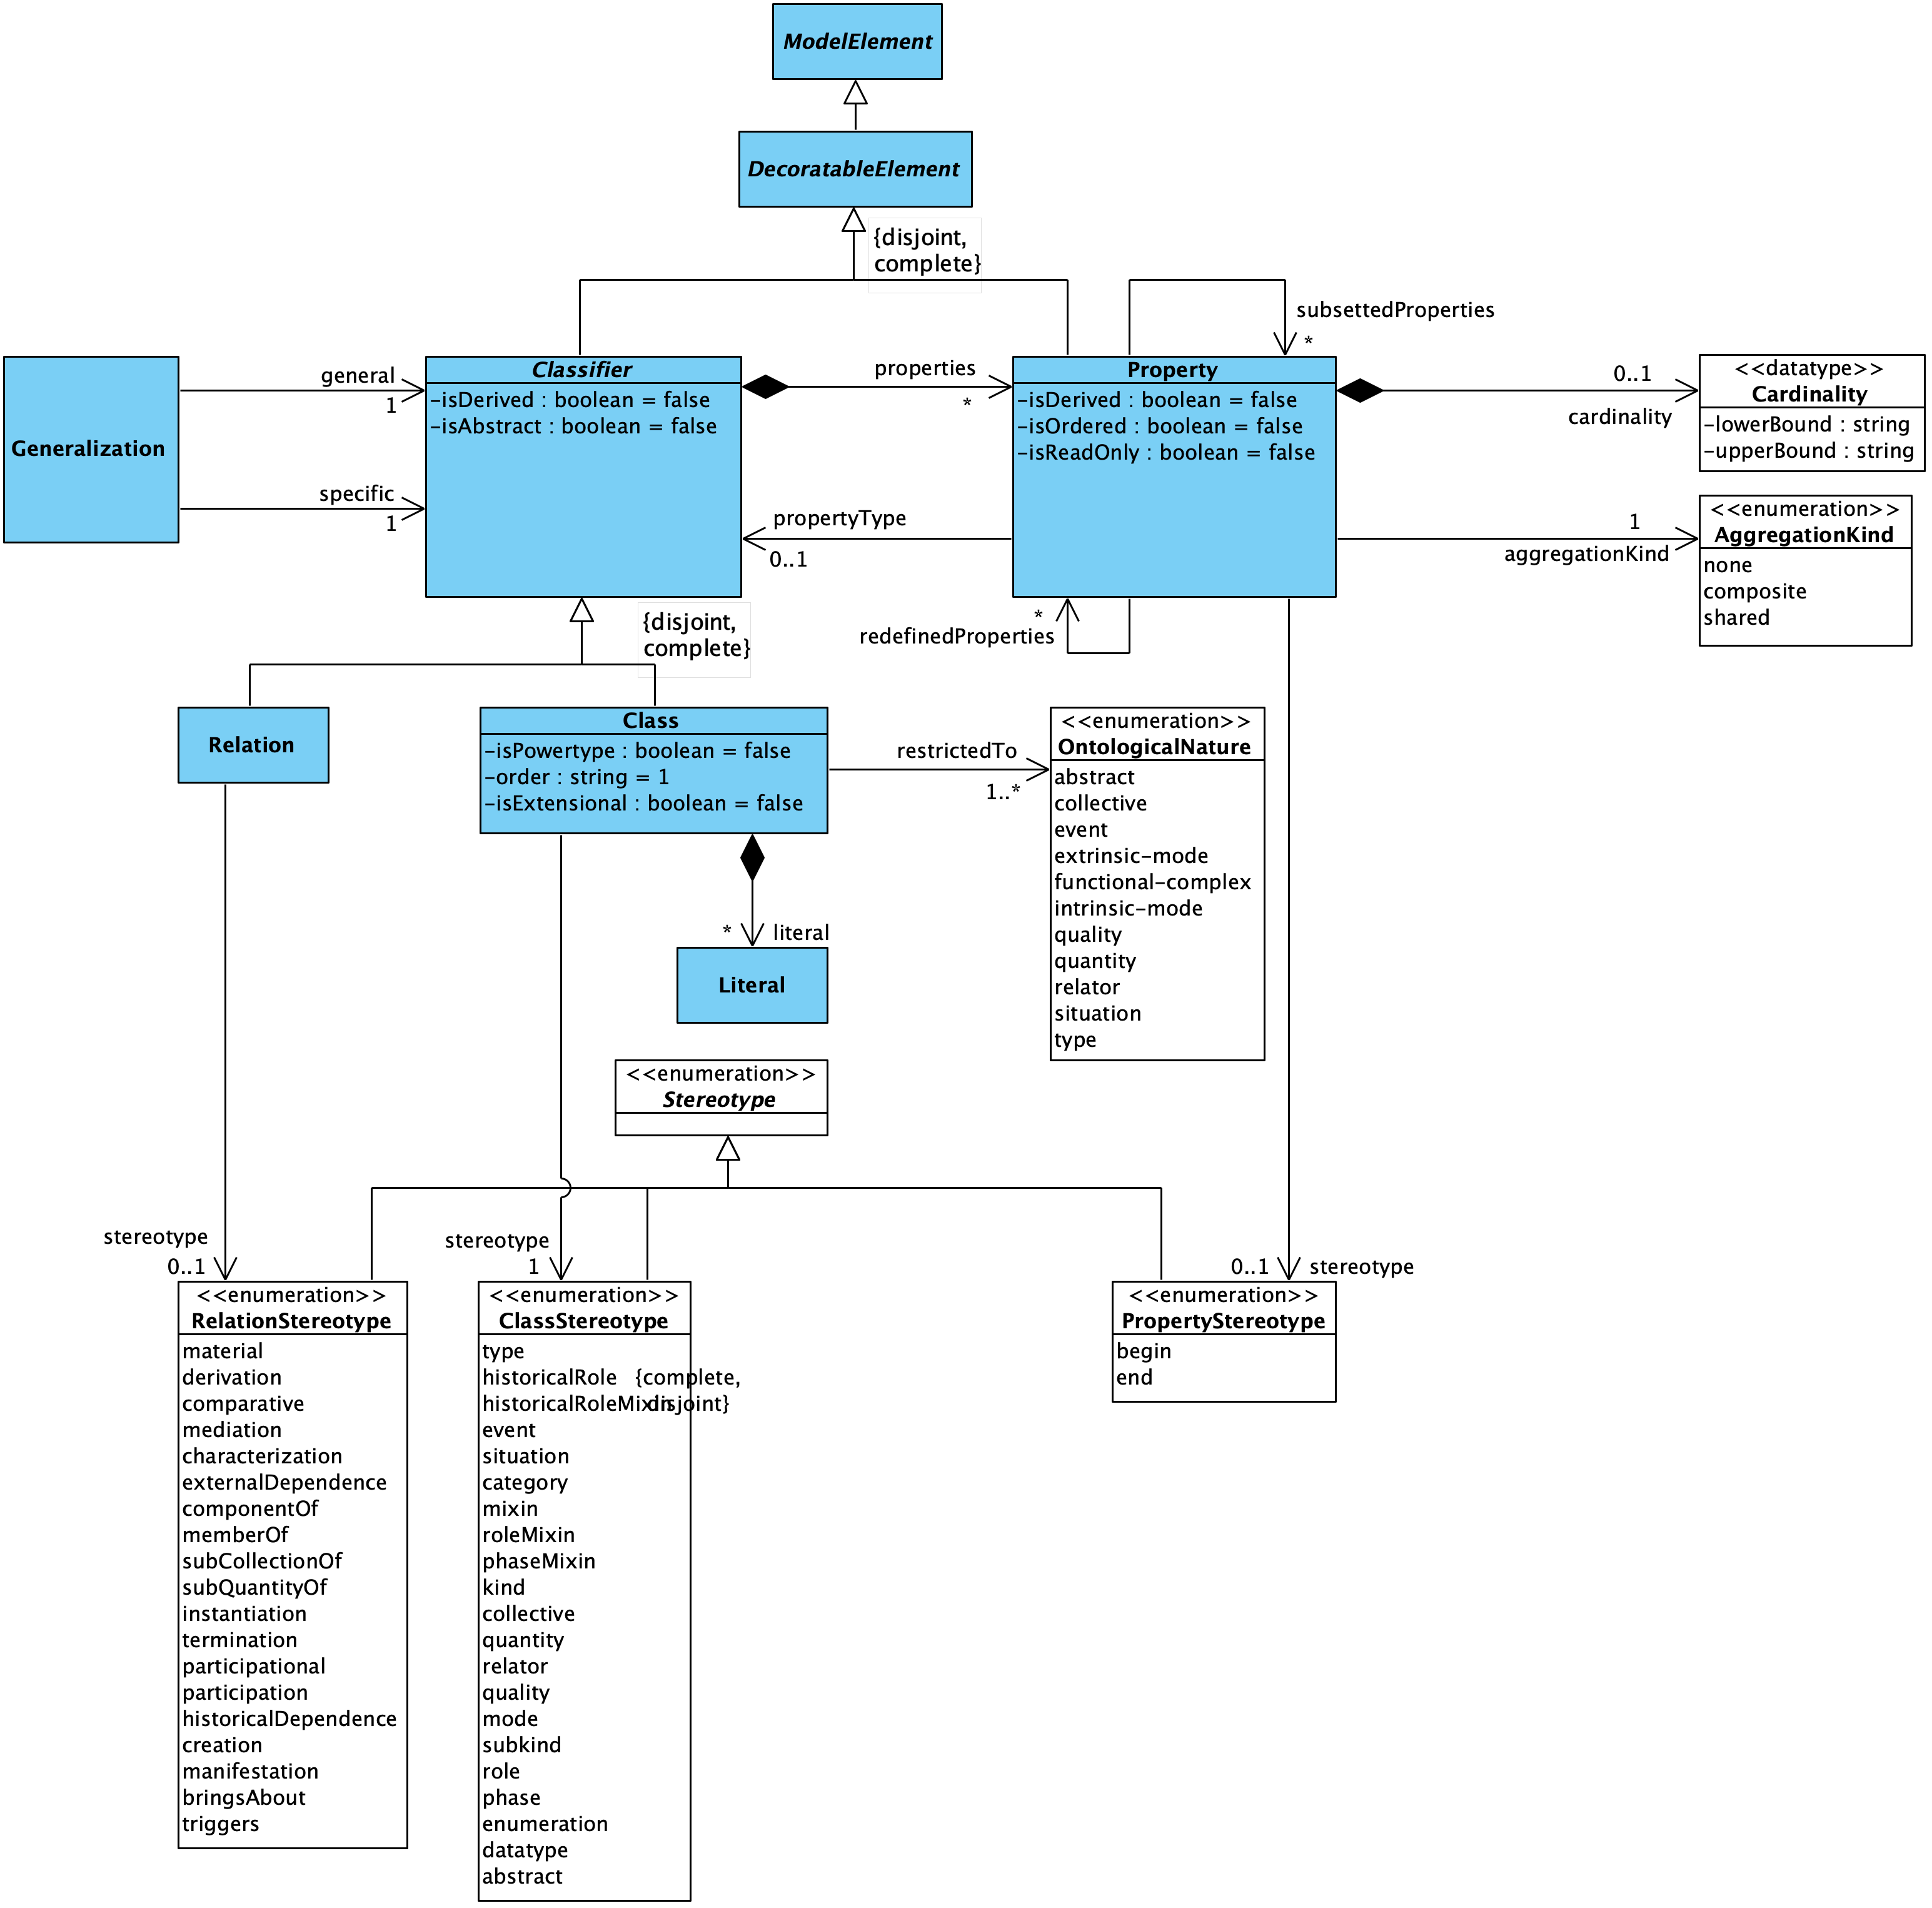 ModelElement
DecoratableElement
{disjoint,
complete}
subsettedProperties
*
Generalization
general
1
specific
1
Classifier
-isDerived : boolean = false
-isAbstract : boolean = false
properties
*
propertyType
0..1
Property
-isDerived : boolean = false
-isOrdered : boolean = false
-isReadOnly : boolean = false
0..1
cardinality
<<datatype>>
Cardinality
-lowerBound : string
-upperBound : string
1
aggregationKind
<<enumeration>>
AggregationKind
none
composite
shared
*
redefinedProperties
{disjoint,
complete}
Relation
Class
-isPowertype : boolean = false
-order : string = 1
-isExtensional : boolean = false
restrictedTo
1..*
<<enumeration>>
OntologicalNature
abstract
collective
event
extrinsic-mode
functional-complex
intrinsic-mode
quality
quantity
relator
situation
type
* literal
Literal
<<enumeration>>
Stereotype
stereotype
0..1
stereotype
1
0..1 stereotype
<<enumeration>>
RelationStereotype
material
derivation
comparative
mediation
characterization
externalDependence
componentOf
memberOf
subCollectionOf
subQuantityOf
instantiation
termination
participational
participation
historicalDependence
creation
manifestation
bringsAbout
triggers
<<enumeration>>
ClassStereotype
type
historicalRole
historicalRoleMixin
event
situation
category
mixin
roleMixin
phaseMixin
kind
collective
quantity
relator
quality
mode
subkind
role
phase
enumeration
datatype
abstract
{complete,
disjoint}
<<enumeration>>
PropertyStereotype
begin
end